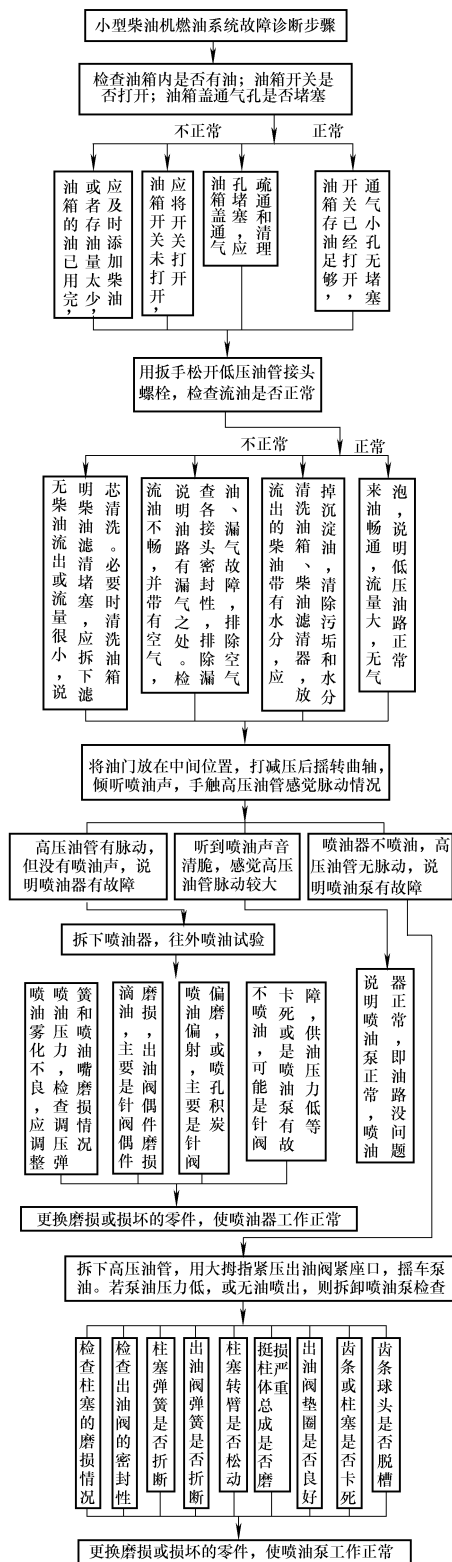 小型柴油机燃油系统故障诊断步骤
检查油箱内是否有油；油箱开关是
否打开；油箱盖通气孔是否堵塞
不正常
正常
油箱的油已用完，
或者存油量太少，
应及时添加柴油
油箱开关未打开，
应将开关打开
油箱盖通气
孔堵塞，应
疏通和清理
油箱存油足够，
开关已经打开，
通气小孔无堵塞
用扳手松开低压油管接头
螺栓，检查流油是否正常
不正常
正常
无柴油流出或流量很小，说
明柴油滤清堵塞，应拆下滤
芯清洗。必要时清洗油箱
流油不畅，并带有空气，
说明油路有漏气之处。检
查各接头密封性，排除漏
油、漏气故障，排除空气
流出的柴油带有水分，应
清洗油箱、柴油滤清器，放
掉沉淀油，清除污垢和水分
来油畅通，流量大，无气
泡，说明低压油路正常
将油门放在中间位置，打减压后摇转曲轴，
倾听喷油声，手触高压油管感觉脉动情况
高压油管有脉动，
但没有喷油声，说
明喷油器有故障
听到喷油声音
清脆，感觉高压
油管脉动较大
喷油器不喷油，高
压油管无脉动，说
明喷油泵有故障
拆下喷油器，往外喷油试验
喷油雾化不良，应调整
喷油压力，检查调压弹
簧和喷油嘴磨损情况
滴油，主要是针阀偶件
磨损，出油阀偶件磨损
喷油偏射，主要是针阀
偏磨，或喷孔积炭
不喷油，可能是针阀
卡死或是喷油泵有故
障，供油压力低等
说明喷油泵正常，喷油
器正常，即油路没问题
更换磨损或损坏的零件，使喷油器工作正常
拆下高压油管，用大拇指紧压出油阀紧座口，摇车泵
油。若泵油压力低，或无油喷出，则拆卸喷油泵检查
检查柱塞的磨损情况
检查出油阀的密封性
柱塞弹簧是否折断
出油阀弹簧是否折断
柱塞转臂是否松动
挺柱体总成是否磨
损严重
出油阀垫圈是否良好
齿条或柱塞是否卡死
齿条球头是否脱槽
更换磨损或损坏的零件，使喷油泵工作正常